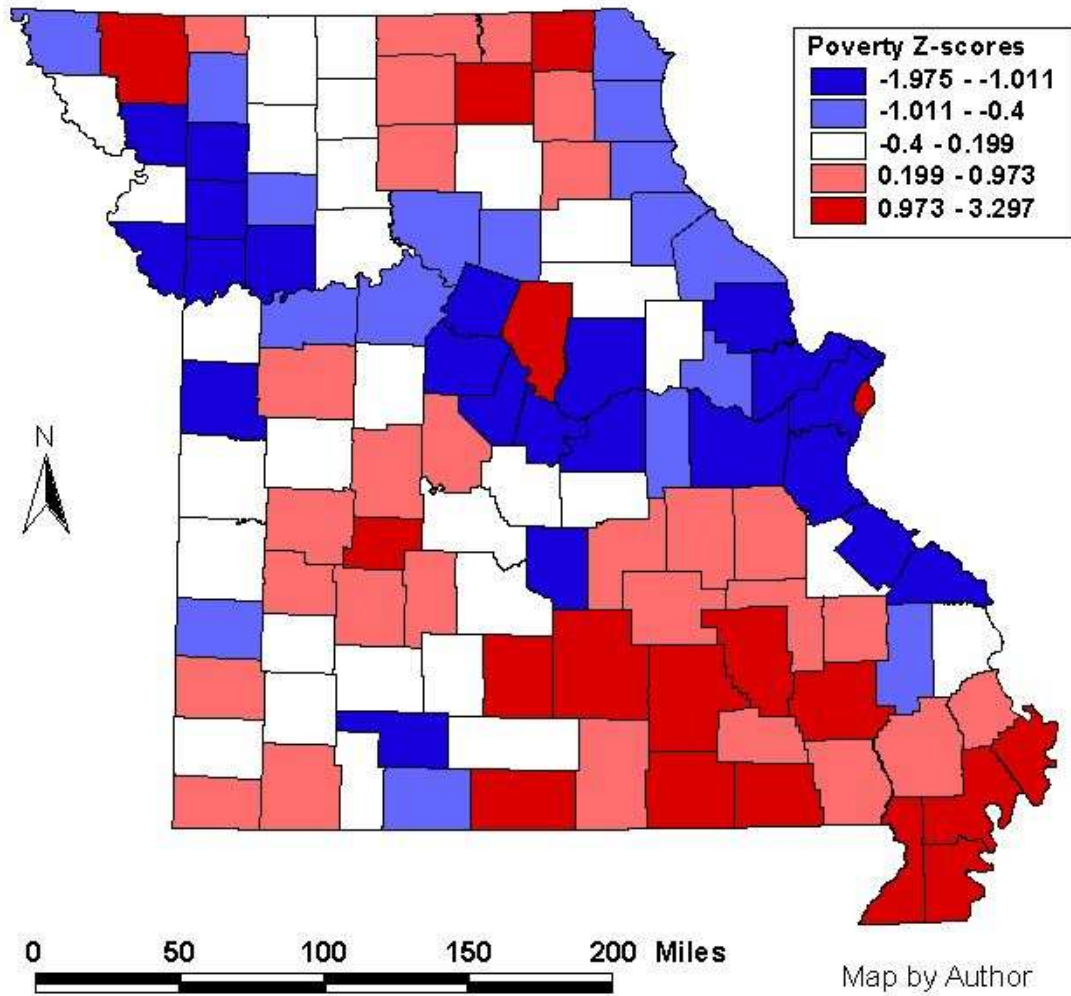 Poverty Z-scores
-1.975 - -1.011
-1.011 - -0.4
-0.4 - 0.199
0.199 - 0.973
0.973 - 3.297
N
0 50 100 150 200 Miles
Map by Author